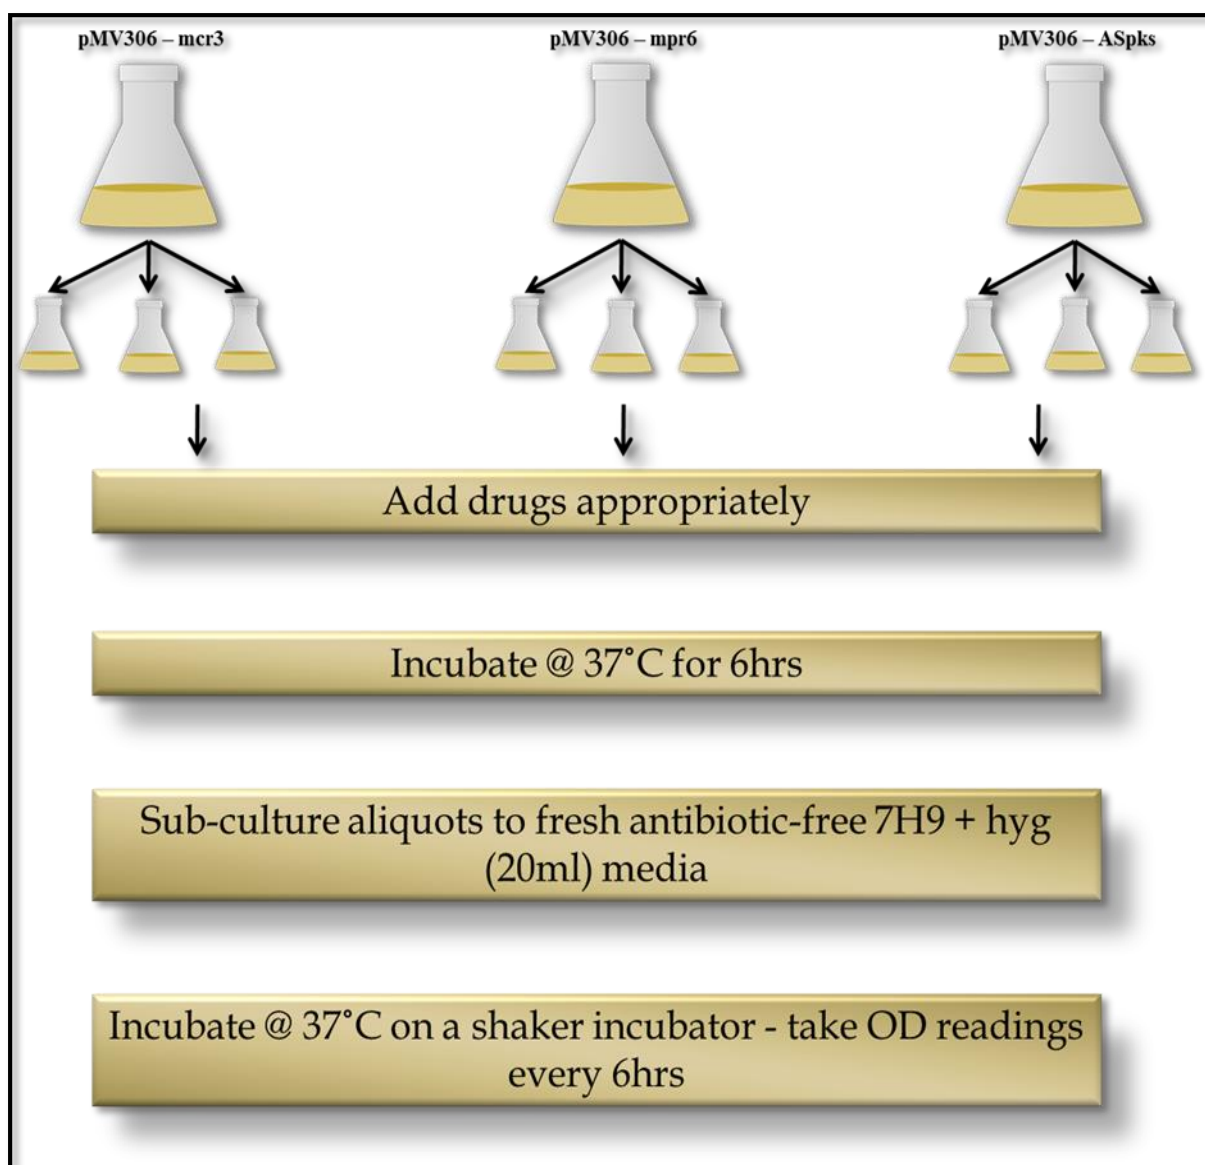 pMV306 – mcr3
pMV306 – mpr6
pMV306 – ASpks
Add drugs appropriately
Incubate @ 37˚C for 6hrs
Sub-culture aliquots to fresh antibiotic-free 7H9 + hyg
(20ml) media
Incubate @ 37˚C on a shaker incubator - take OD readings
every 6hrs